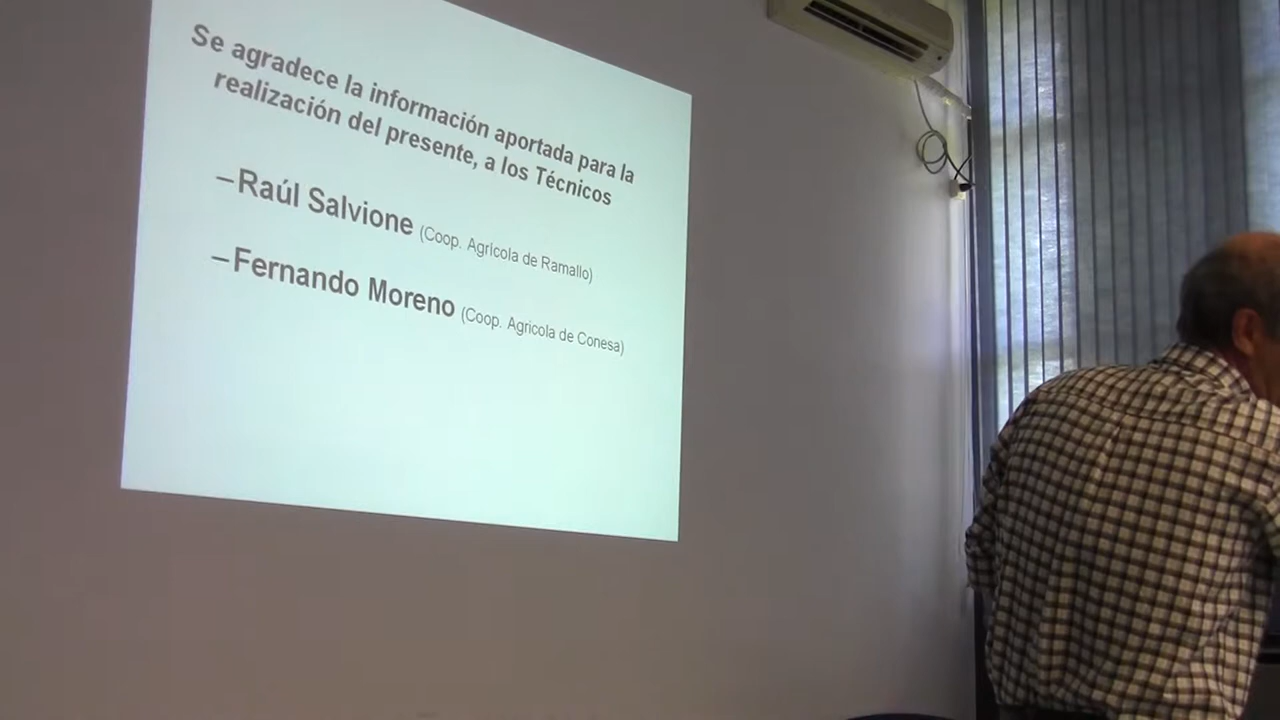 Se agradece la información aportada para la
realización del presente, a los Técnicos
–Raúl Salvione (Coop. Agrícola de Ramallo)
–Fernando Moreno (Coop. Agricola de Conesa)